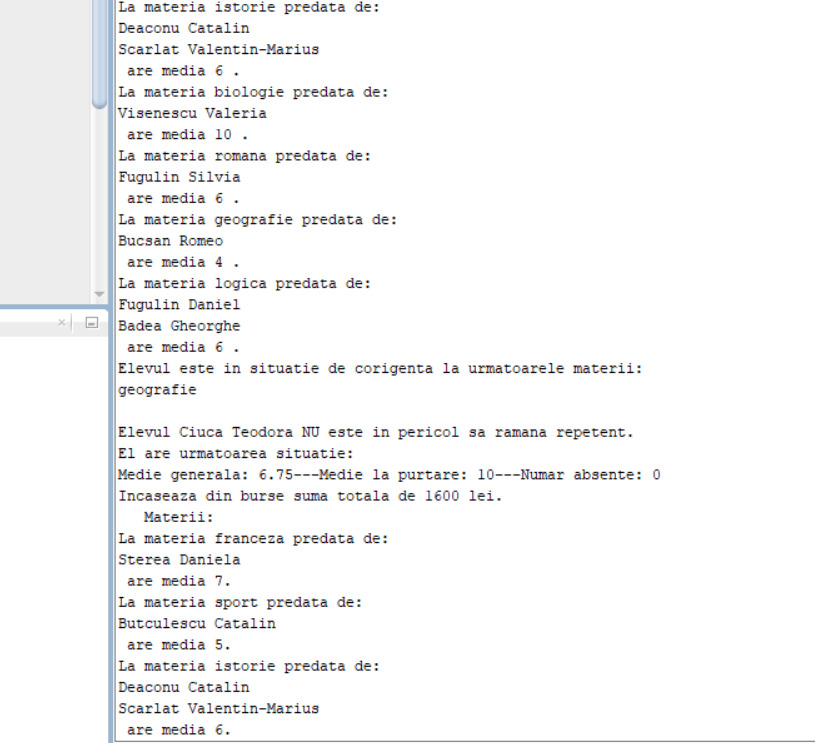 La materia istorie predata de:
Deaconu Catalin
Scarlat Valentin-Marius
are media 6 .
La materia biologie predata de:
Visenescu Valeria
are media 10 .
La materia romana predata de:
Fugulin Silvia
are media 6 .
La materia geografie predata de:
Bucsan Romeo
are media 4 .
La materia logica predata de:
Fugulin Daniel
Badea Gheorghe
are media 6 .
Elevul este in situatie de corigenta la urmatoarele materii:
geografie
Elevul Ciuca Teodora NU este in pericol sa ramana repetent.
El are urmatoarea situatie:
Medie generala: 6.75---Medie la purtare: 10---Numar absente: 0
Incaseaza din burse suma totala de 1600 lei.
Materii:
La materia franceza predata de:
Sterea Daniela
are media 7.
La materia sport predata de:
Butculescu Catalin
are media 5.
La materia istorie predata de:
Deaconu Catalin
Scarlat Valentin-Marius
are media 6.